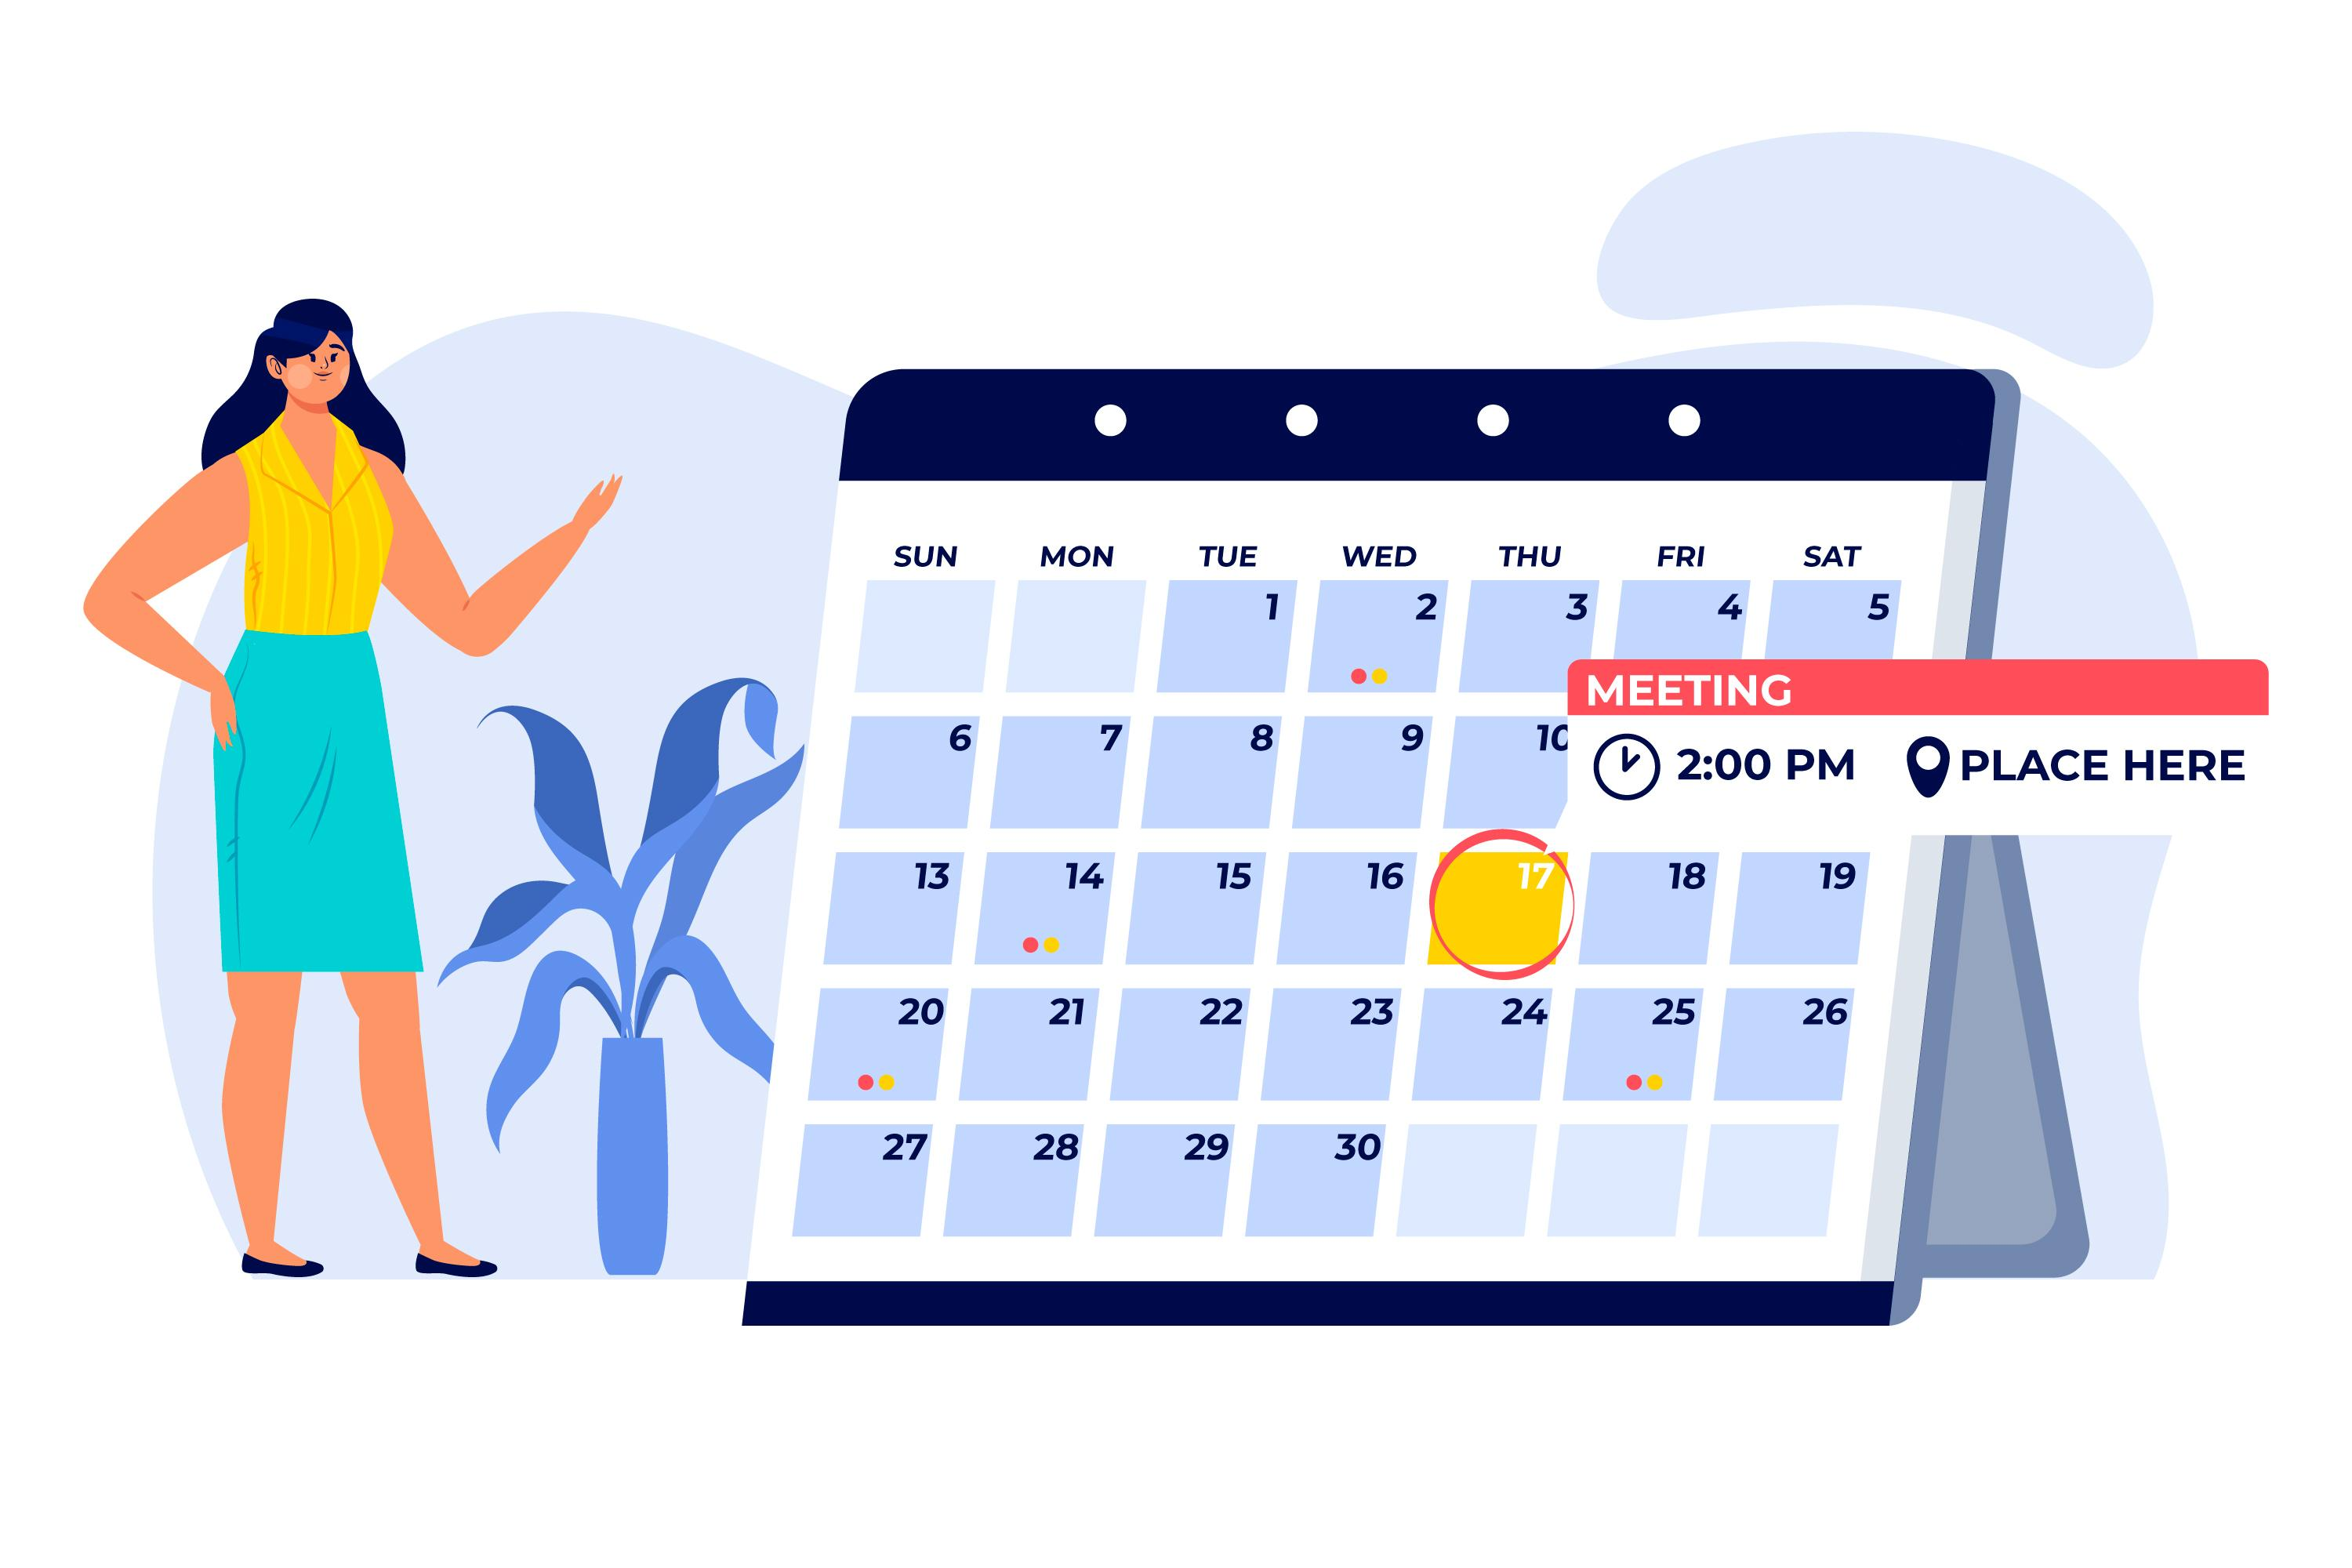 SUN MON TUE WED THU FRI SAT
1 2 3 4 5
MEETING
6 7 8 9 10
2:00 PM PLACE HERE
13 14 15 16 17 18 19
20 21 22 23 24 25 26
27 28 29 30